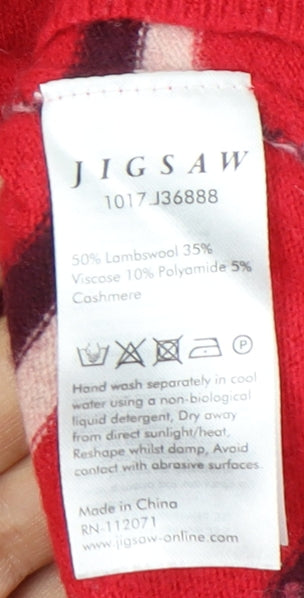 JIGSAW
1017J36888
50% Lambswool 35%
Viscose 10% Polyamide 5%
Cashmere
P
Hand wash separately in cool
water using a non-biological
liquid detergent, Dry away
from direct sunlight/heat,
Reshape whilst damp, Avoid
contact with abrasive surfaces.
Made in China
RN-112071
www.jigsaw-online.com